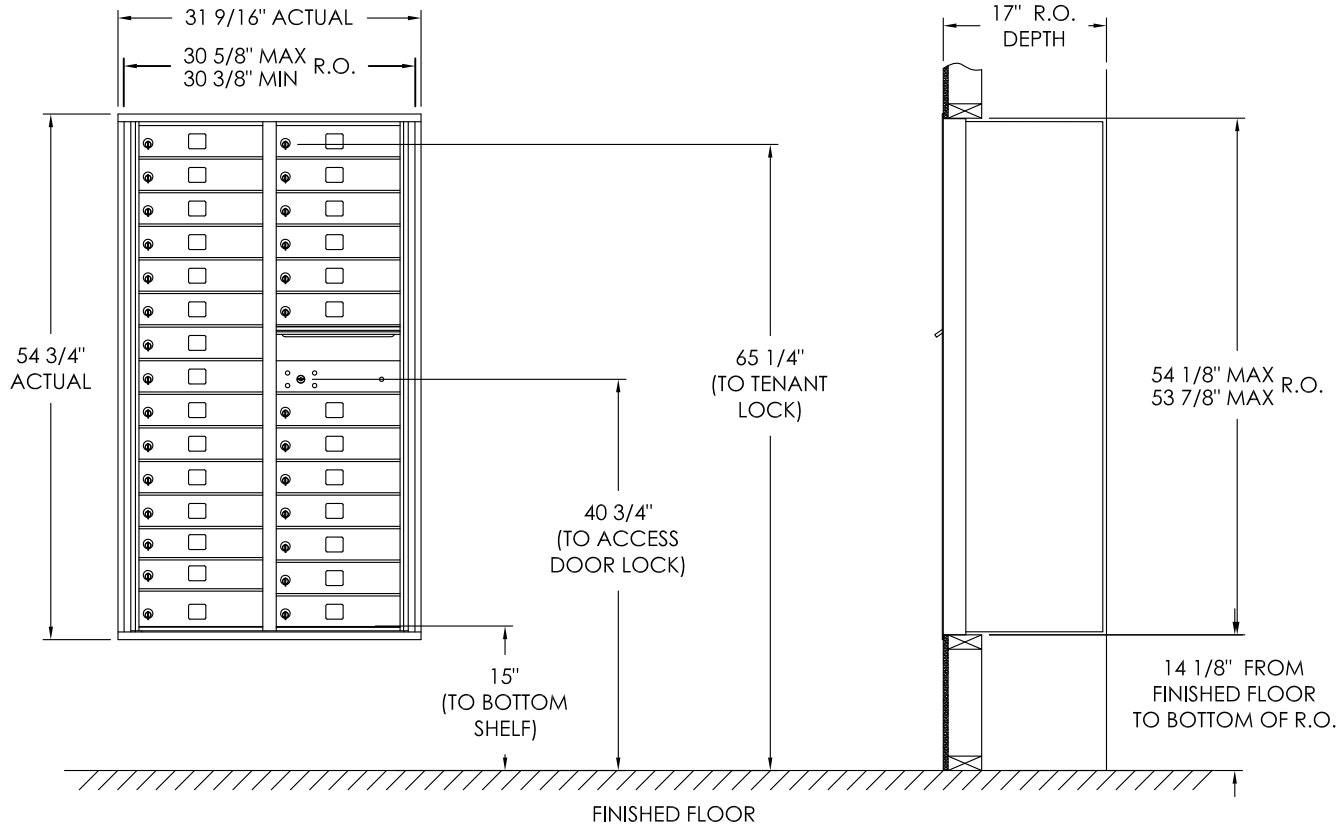 31 9/16" ACTUAL
30 5/8" MAX
30 3/8" MIN
R.O.
17" R.O.
DEPTH
54 3/4"
ACTUAL
65 1/4"
(TO TENANT
LOCK)
40 3/4"
(TO ACCESS
DOOR LOCK)
15"
(TO BOTTOM
SHELF)
54 1/8" MAX
53 7/8" MAX
R.O.
14 1/8" FROM
FINISHED FLOOR
TO BOTTOM OF R.O.
FINISHED FLOOR